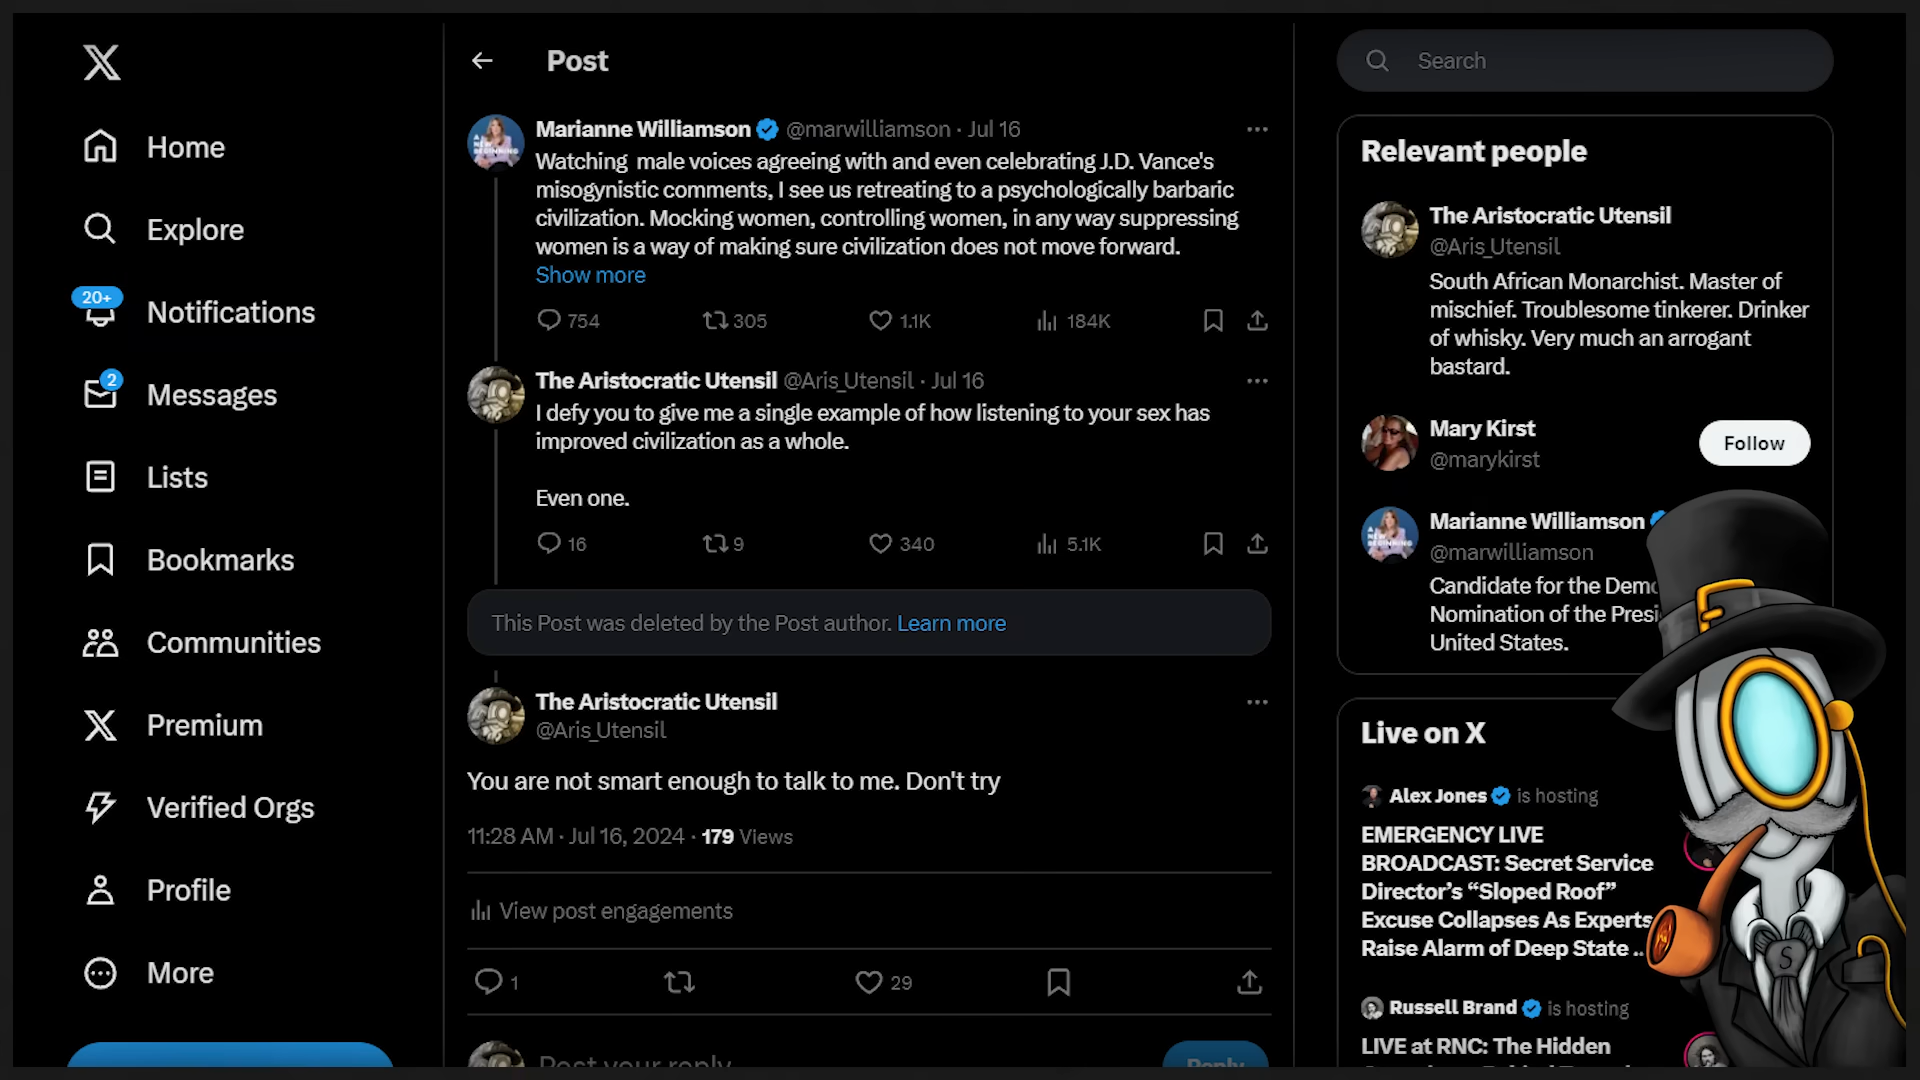 Home
Explore
20+
Notifications
2
Messages
Lists
Bookmarks
Communities
Premium
Verified Orgs
Profile
More
Post
Marianne Williamson @marwilliamson · Jul 16
Watching male voices agreeing with and even celebrating J.D. Vance's
misogynistic comments, I see us retreating to a psychologically barbaric
civilization. Mocking women, controlling women, in any way suppressing
women is a way of making sure civilization does not move forward.
Show more
754 305 1.1K 184K
The Aristocratic Utensil @Aris_Utensil · Jul 16
I defy you to give me a single example of how listening to your sex has
improved civilization as a whole.
Even one.
16 9 340 5.1K
This Post was deleted by the Post author. Learn more
The Aristocratic Utensil
@Aris_Utensil
You are not smart enough to talk to me. Don't try
11:28 AM · Jul 16, 2024 · 179 Views
View post engagements
1 29
Post your reply
Reply
Search
Relevant people
The Aristocratic Utensil
@Aris_Utensil
South African Monarchist. Master of
mischief. Troublesome tinkerer. Drinker
of whisky. Very much an arrogant
bastard.
Mary Kirst
@marykirst
Follow
Marianne Williamson
@marwilliamson
Candidate for the
Nomination of the
United States.
Live on X
Alex Jones is hosting
EMERGENCY LIVE
BROADCAST: Secret Service
Director's “Sloped Roof”
Excuse Collapses As Experts
Raise Alarm of Deep State ..
Russell Brand is hosting
LIVE at RNC: The Hidden
S